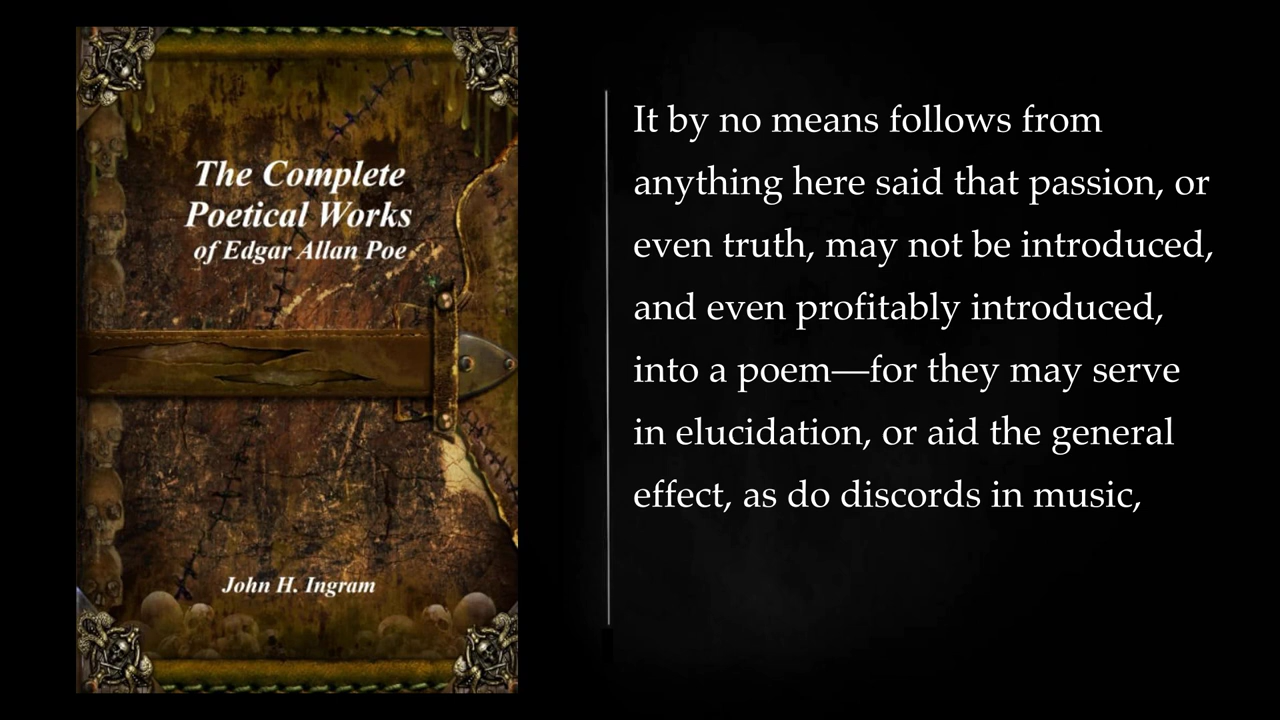 The Complete
Poetical Works
of Edgar Allan Poe
John H. Ingram
It by no means follows from
anything here said that passion, or
even truth, may not be introduced,
and even profitably introduced,
into a poem—for they may serve
in elucidation, or aid the general
effect, as do discords in music,